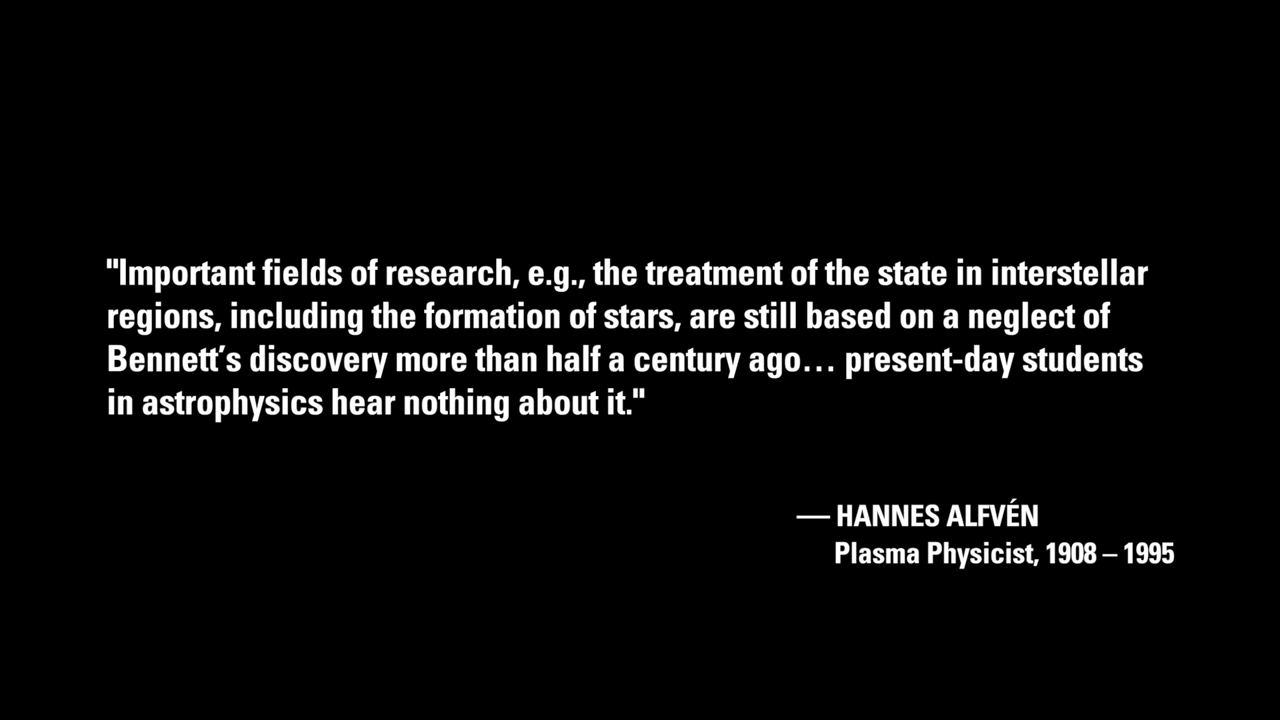 "Important fields of research, e.g., the treatment of the state in interstellar
regions, including the formation of stars, are still based on a neglect of
Bennett’s discovery more than half a century ago… present-day students
in astrophysics hear nothing about it."
— HANNES ALFVÉN
Plasma Physicist, 1908 – 1995